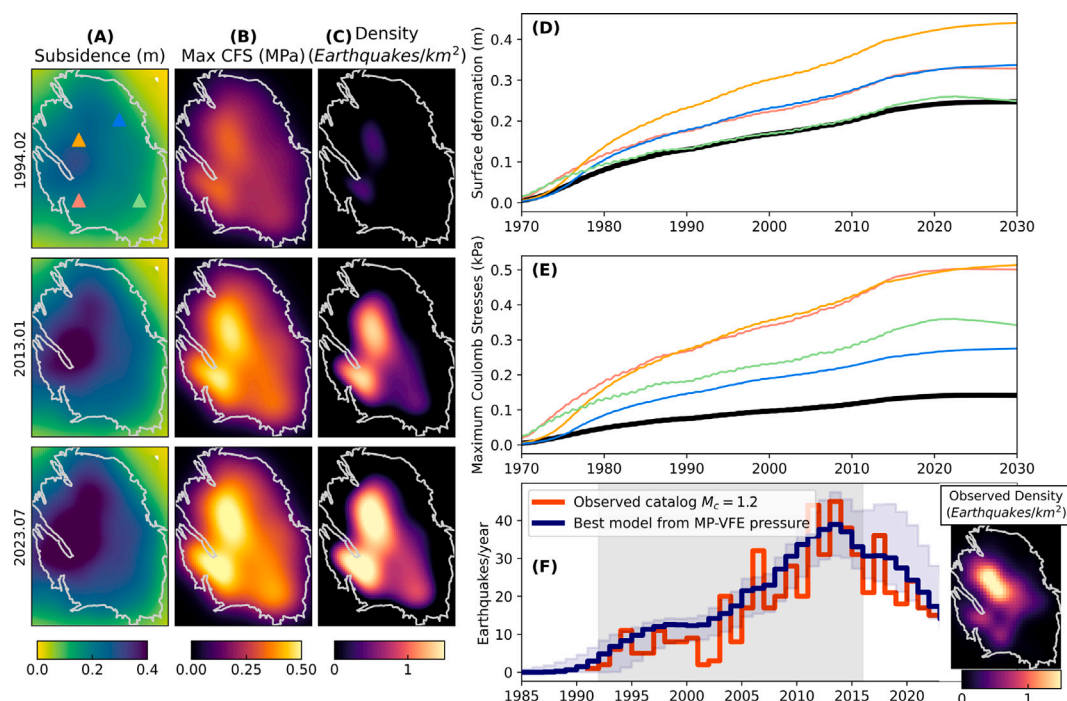 (A)
Subsidence (m)
(B)
Max CFS (MPa)
(C) Density
(Earthquakes/km²)
1994.02
2013.01
2023.07
0.0 0.2 0.4
0.00 0.25 0.50
0 1
(D)
Surface deformation (m)
0.4
0.3
0.2
0.1
0.0
1970 1980 1990 2000 2010 2020 2030
(E)
Maximum Coulomb Stresses (kPa)
0.5
0.4
0.3
0.2
0.1
0.0
1970 1980 1990 2000 2010 2020 2030
(F)
Earthquakes/year
40
30
20
10
0
Observed catalog Mc = 1.2
Best model from MP-VFE pressure
1985 1990 1995 2000 2005 2010 2015 2020
Observed Density
(Earthquakes/km²)
0 1